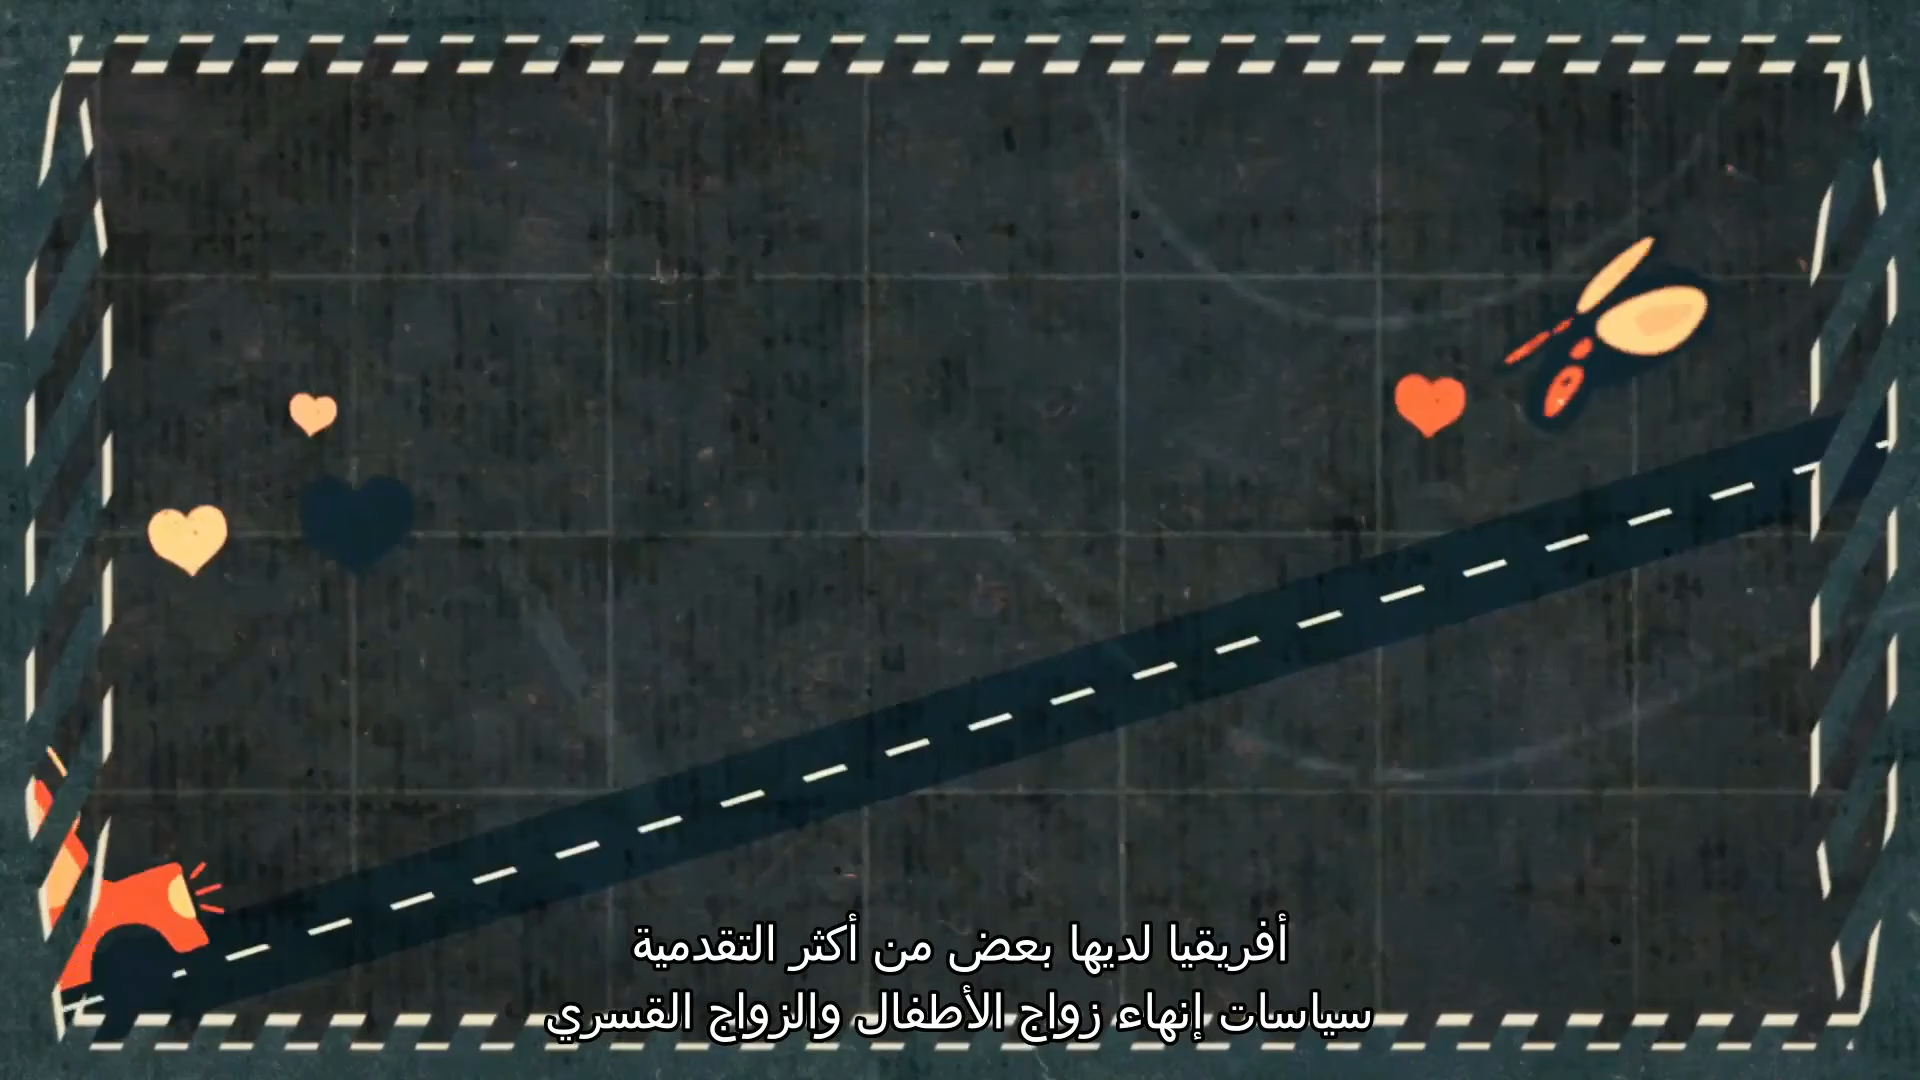 أفريقيا لديها بعض من أكثر التقدمية
سياسات إنهاء زواج الأطفال والزواج القسري